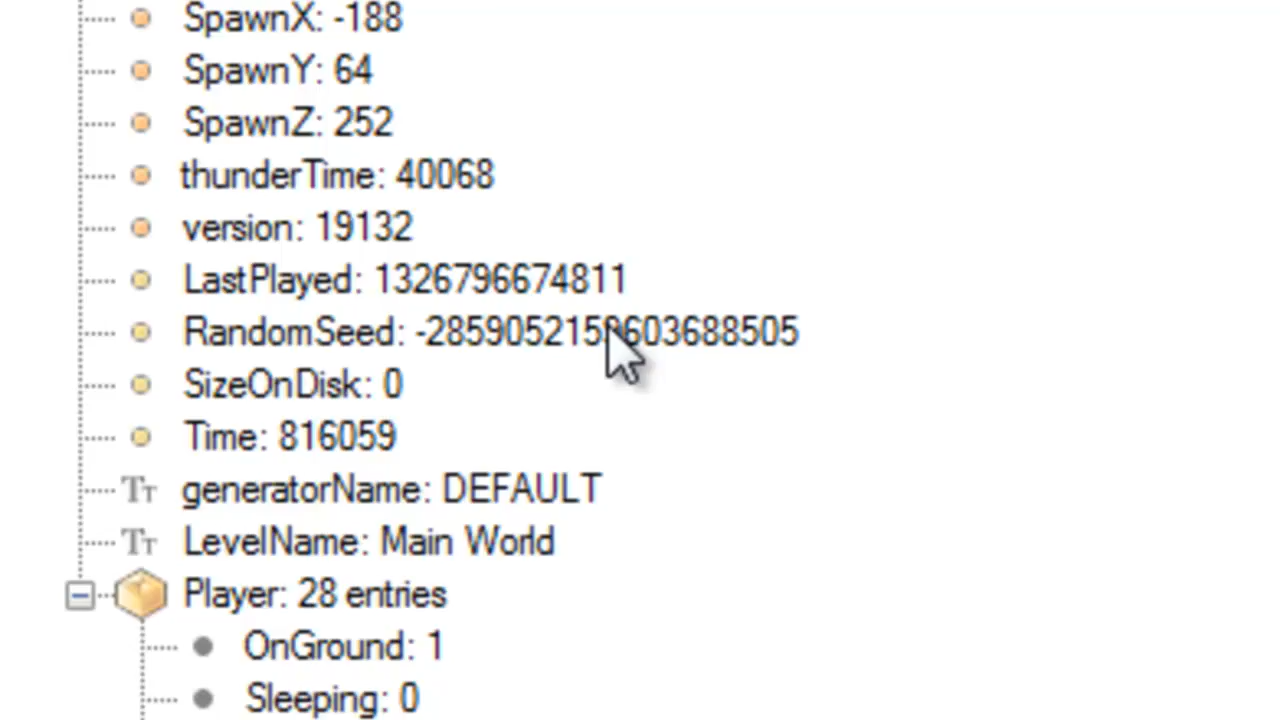 SpawnX: -188
SpawnY: 64
SpawnZ: 252
thunderTime: 40068
version: 19132
LastPlayed: 1326796674811
RandomSeed: -2859052159603688505
SizeOnDisk: 0
Time: 816059
generatorName: DEFAULT
LevelName: Main World
Player: 28 entries
OnGround: 1
Sleeping: 0